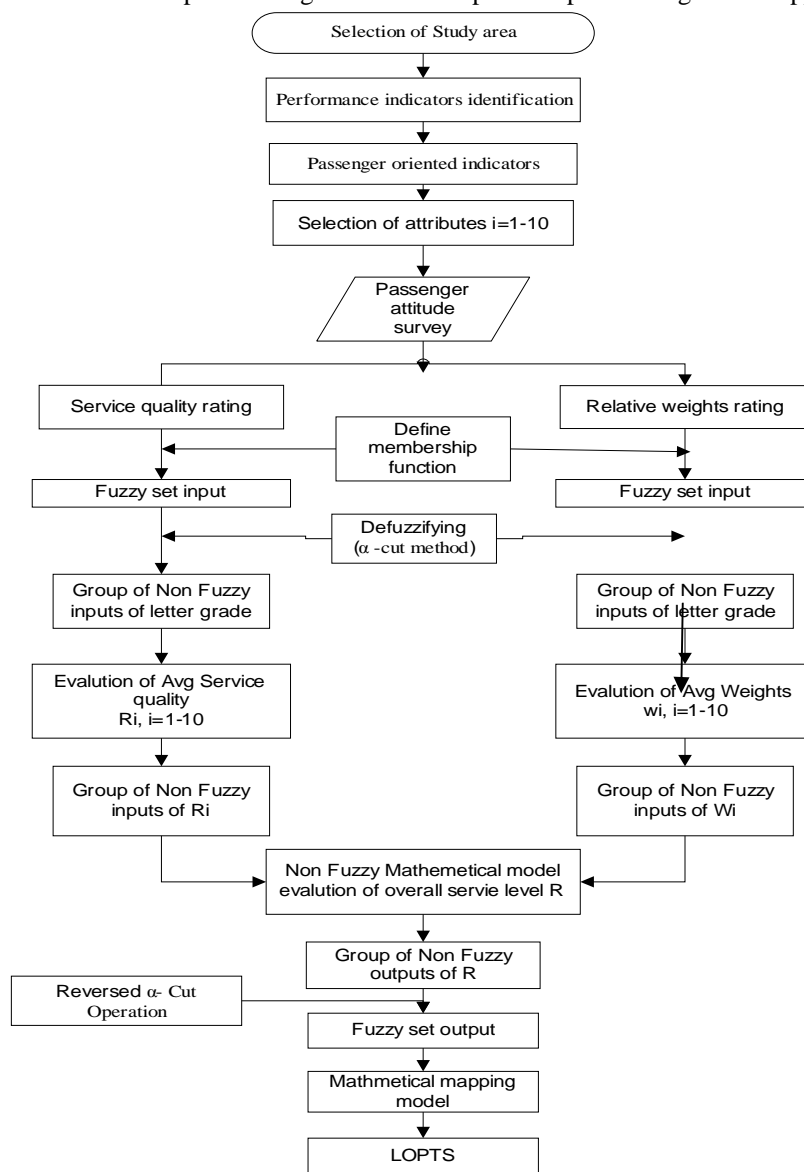 Selection of Study area
Performance indicators identification
Passenger oriented indicators
Selection of attributes i=1-10
Passenger
attitude
survey
Service quality rating
Relative weights rating
Define
membership
function
Fuzzy set input
Fuzzy set input
Defuzzifying
(α -cut method)
Group of Non Fuzzy
inputs of letter grade
Group of Non Fuzzy
inputs of letter grade
Evalution of Avg Service
quality
Ri, i=1-10
Evaluation of Avg Weights
wi, i=1-10
Group of Non Fuzzy
inputs of Ri
Group of Non Fuzzy
inputs of Wi
Non Fuzzy Mathemetical model
evalution of overall servie level R
Group of Non Fuzzy
outputs of R
Reversed α- Cut
Operation
Fuzzy set output
Mathmetical mapping
model
LOPTS